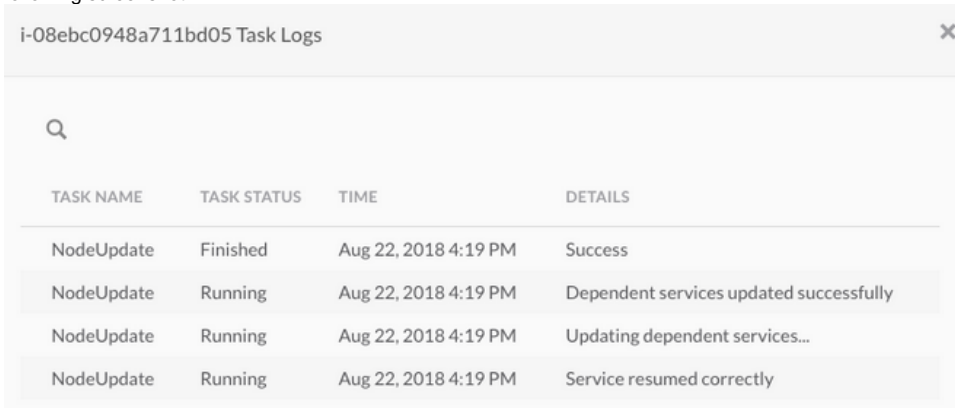 i-08ebc0948a711bd05 Task Logs
TASK NAME TASK STATUS TIME DETAILS
NodeUpdate Finished Aug 22, 2018 4:19 PM Success
NodeUpdate Running Aug 22, 2018 4:19 PM Dependent services updated successfully
NodeUpdate Running Aug 22, 2018 4:19 PM Updating dependent services...
NodeUpdate Running Aug 22, 2018 4:19 PM Service resumed correctly